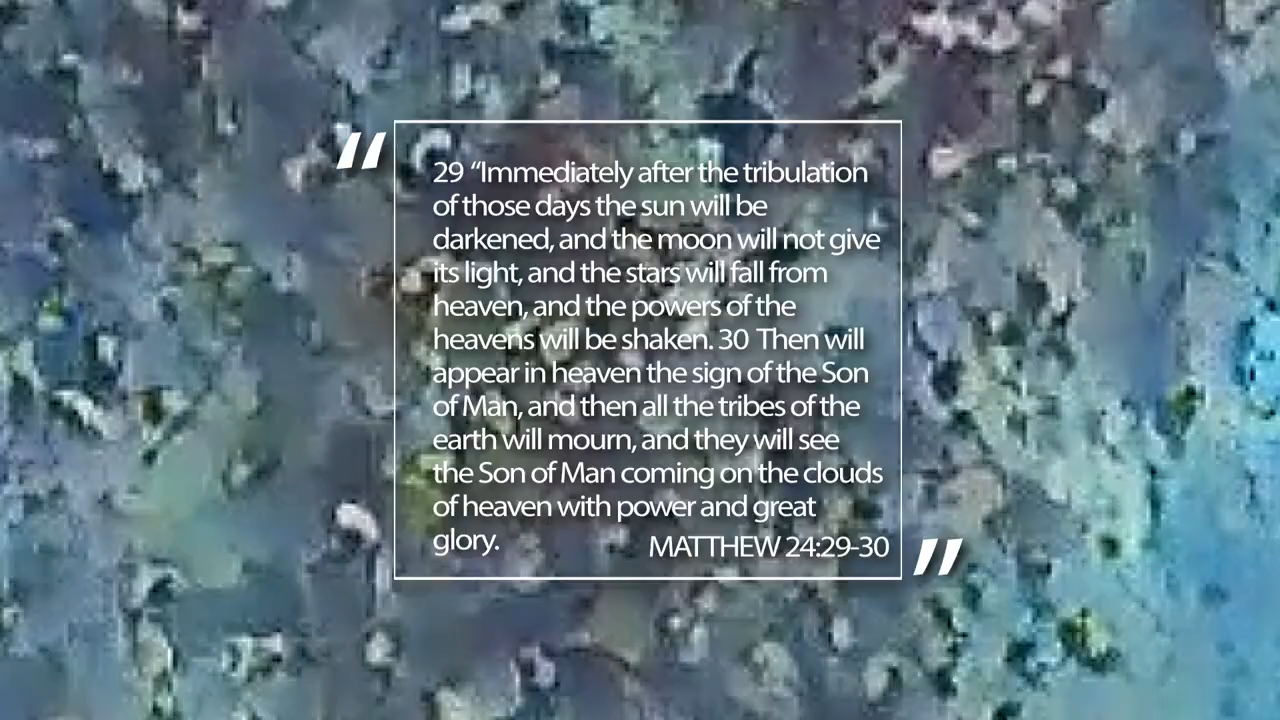 “
29 “Immediately after the tribulation
of those days the sun will be
darkened, and the moon will not give
its light, and the stars will fall from
heaven, and the powers of the
heavens will be shaken. 30  Then will
appear in heaven the sign of the Son
of Man, and then all the tribes of the
earth will mourn, and they will see
the Son of Man coming on the clouds
of heaven with power and great
glory.
MATTHEW 24:29-30
”